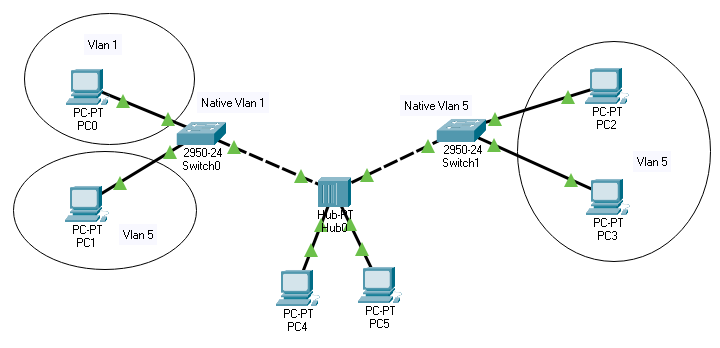 Vlan 1
PC-PT
PC0
Native Vlan 1
2950-24
Switch0
PC-PT
PC1
Vlan 5
Hub-PT
Hub0
PC-PT
PC4
PC-PT
PC5
Native Vlan 5
2950-24
Switch1
PC-PT
PC2
Vlan 5
PC-PT
PC3